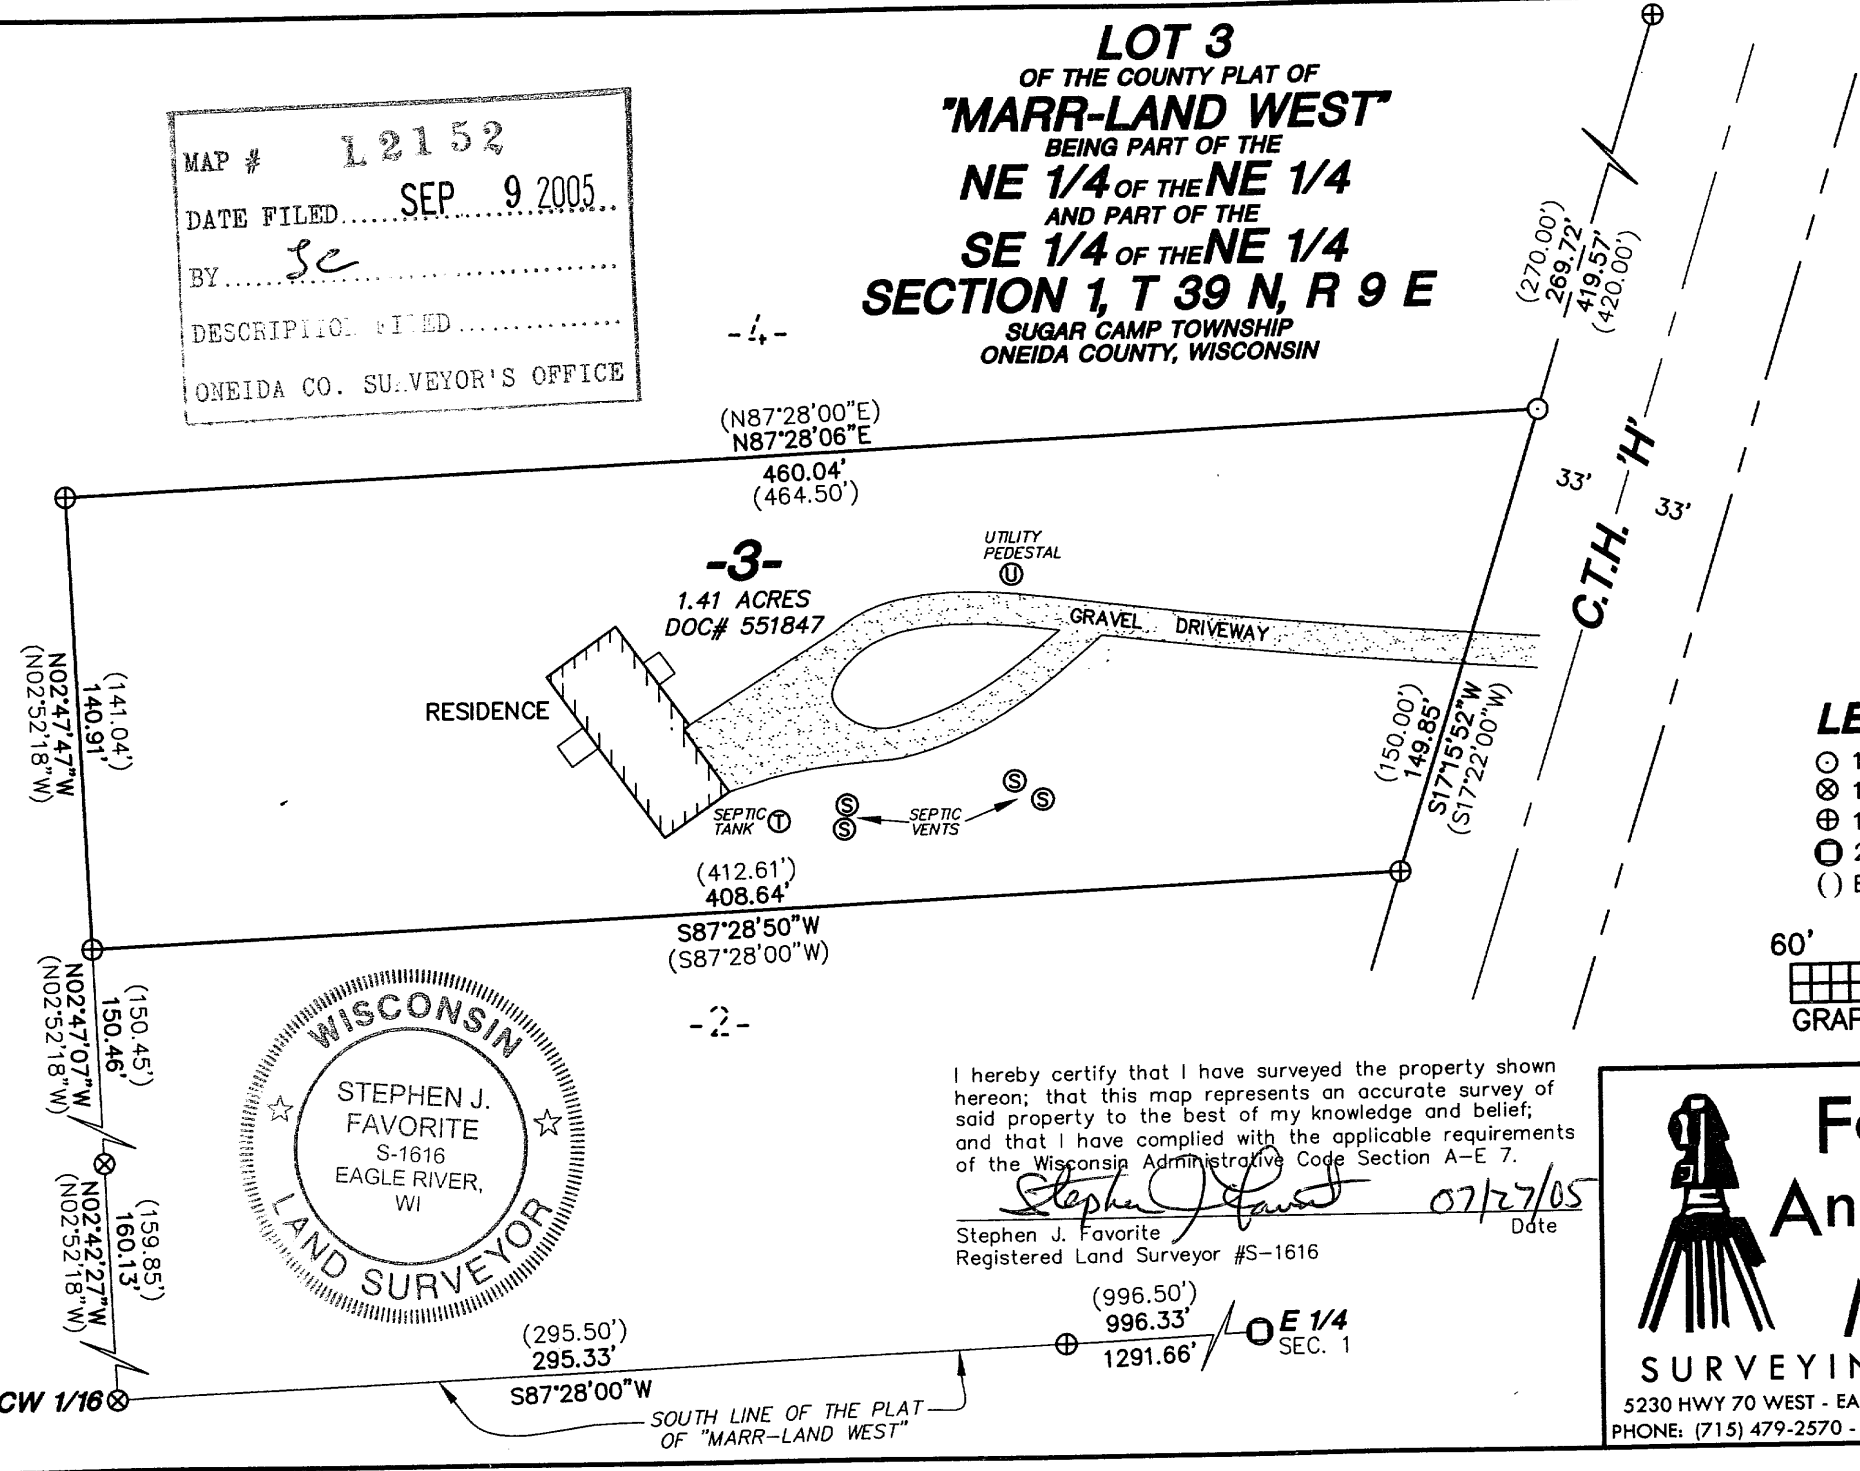 LOT 3
OF THE COUNTY PLAT OF
"MARR-LAND WEST"
BEING PART OF THE
NE 1/4 OF THE NE 1/4
AND PART OF THE
SE 1/4 OF THE NE 1/4
SECTION 1, T 39 N, R 9 E
SUGAR CAMP TOWNSHIP
ONEIDA COUNTY, WISCONSIN
MAP # L2152
DATE FILED SEP 9 2005
BY
DESCRIPTION FILED
ONEIDA CO. SURVEYOR'S OFFICE
-4-
(270.00')
269.72'
419.57'
(420.00')
(N87°28'00"E)
N87°28'06"E
460.04'
(464.50')
33'
33'
C.T.H. 'H'
-3-
1.41 ACRES
DOC# 551847
UTILITY
PEDESTAL
U
GRAVEL DRIVEWAY
RESIDENCE
(141.04')
140.91'
N02°47'47"W
(N02°52'18"W)
(150.00')
149.85'
S17°15'52"W
(S17°22'00"W)
SEPTIC
TANK
T
S
S
SEPTIC
VENTS
S
S
(412.61')
408.64'
S87°28'50"W
(S87°28'00"W)
LE
1
1
1
2
( )
60'
GRAP
(150.45')
150.46'
N02°47'07"W
(N02°52'18"W)
-2-
WISCONSIN
STEPHEN J.
FAVORITE
S-1616
EAGLE RIVER,
WI
LAND SURVEYOR
(159.85')
160.13'
N02°42'27"W
(N02°52'18"W)
I hereby certify that I have surveyed the property shown
hereon; that this map represents an accurate survey of
said property to the best of my knowledge and belief;
and that I have complied with the applicable requirements
of the Wisconsin Administrative Code Section A-E 7.
Stephen J. Favorite 07/27/05
Stephen J. Favorite Date
Registered Land Surveyor #S-1616
(996.50')
996.33'
1291.66'
E 1/4
SEC. 1
(295.50')
295.33'
S87°28'00"W
CW 1/16
SOUTH LINE OF THE PLAT
OF "MARR-LAND WEST"
An
SURVEYIN
5230 HWY 70 WEST - EA
PHONE: (715) 479-2570 -